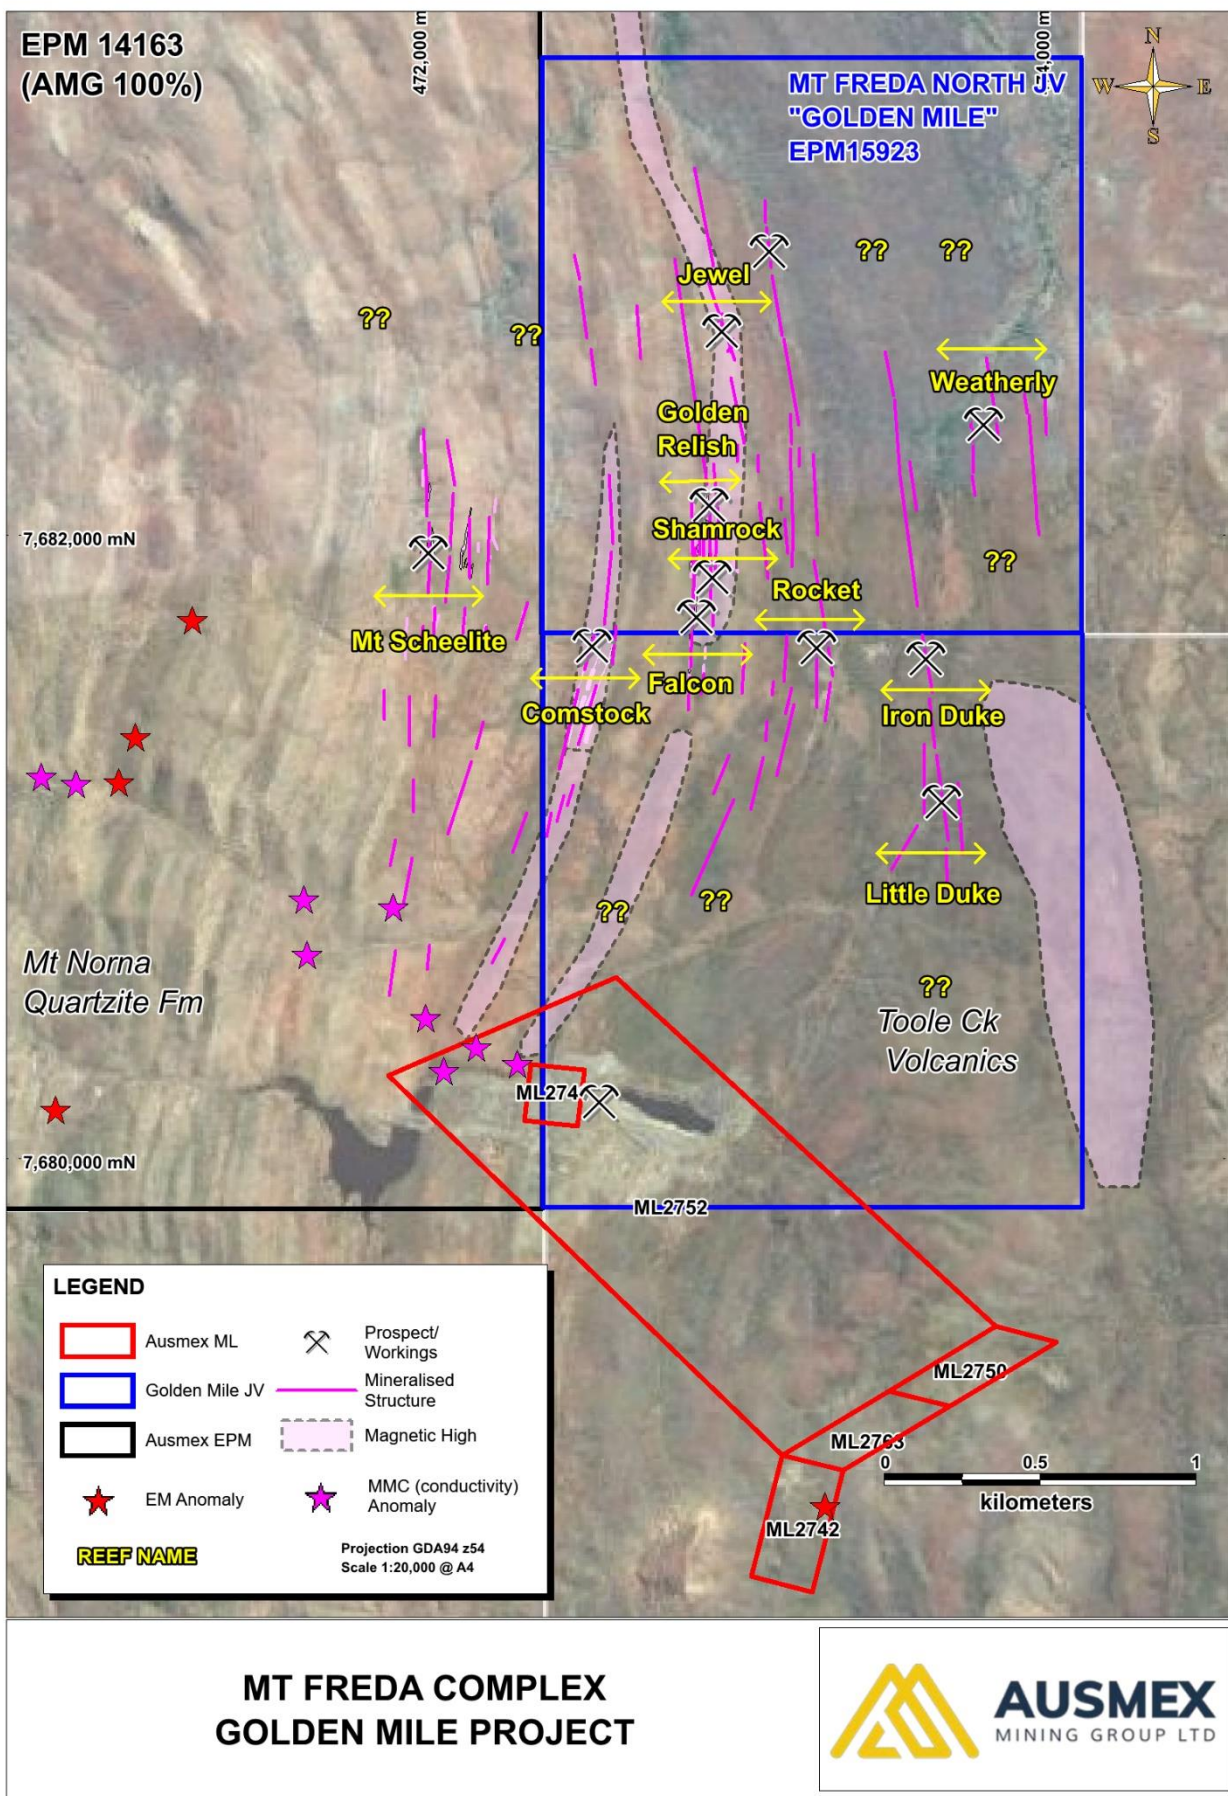 EPM 14163
(AMG 100%)
472,000 m
,000 m
N
W
E
S
MT FREDA NORTH JV
"GOLDEN MILE"
EPM15923
??
??
Jewel
??
??
Weatherly
Golden
Relish
7,682,000 mN
Shamrock
??
Rocket
Mt Scheelite
Falcon
Comstock
Iron Duke
Little Duke
??
??
Mt Norna
Quartzite Fm
??
Toole Ck
Volcanics
ML274
7,680,000 mN
ML2752
LEGEND
Ausmex ML
Prospect/
Workings
Golden Mile JV
Mineralised
Structure
Ausmex EPM
Magnetic High
EM Anomaly
MMC (conductivity)
Anomaly
REEF NAME
Projection GDA94 z54
Scale 1:20,000 @ A4
ML2750
ML2763
0
0.5
1
kilometers
ML2742
MT FREDA COMPLEX
GOLDEN MILE PROJECT
AUSMEX
MINING GROUP LTD